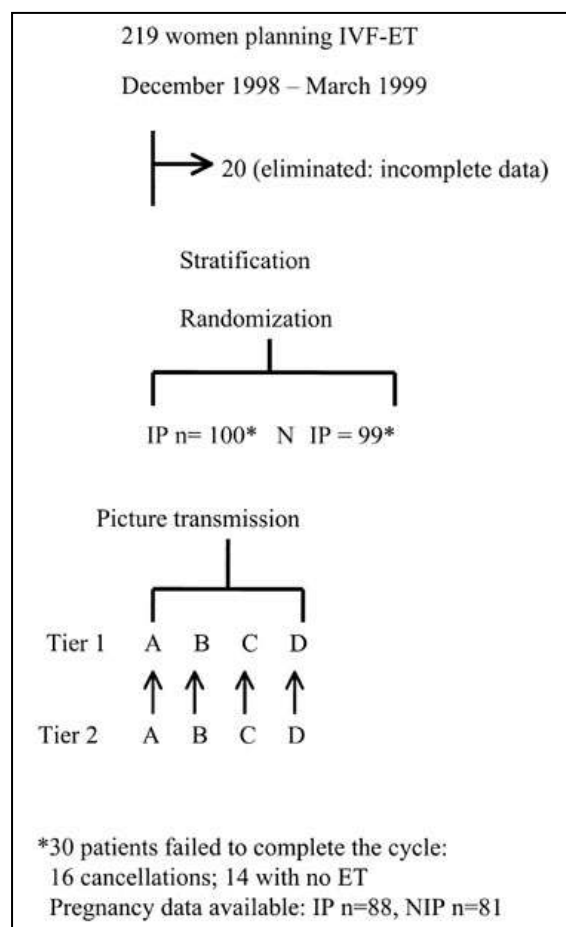 219 women planning IVF-ET
December 1998 – March 1999
20 (eliminated: incomplete data)
Stratification
Randomization
IP n= 100* N IP = 99*
Picture transmission
Tier 1 A B C D
Tier 2 A B C D
*30 patients failed to complete the cycle:
16 cancellations; 14 with no ET
Pregnancy data available: IP n=88, NIP n=81